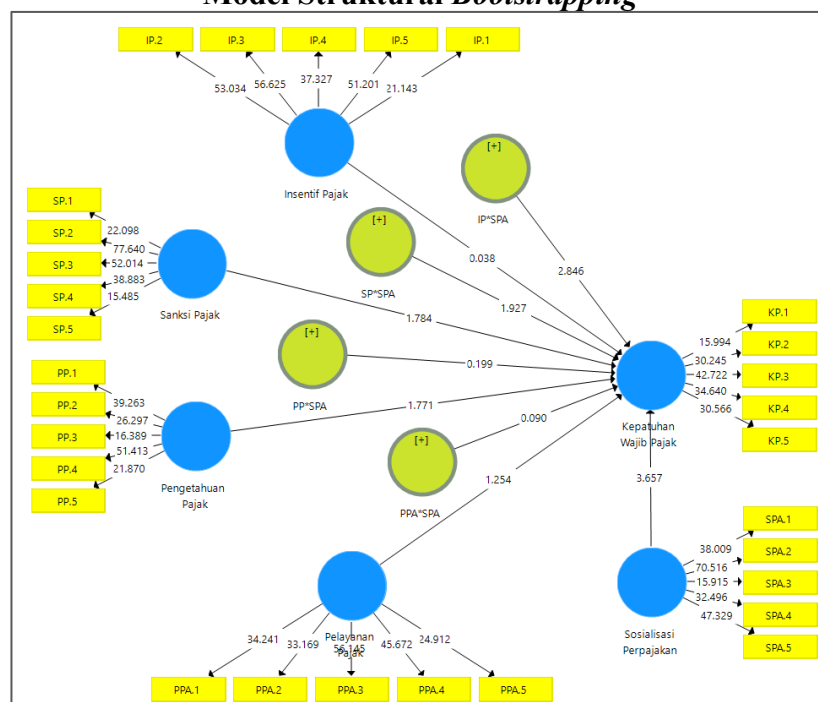 Model Struktural Bootstrapping
IP.2
IP.3
IP.4
IP.5
IP.1
53.034
56.625
37.327
51.201
21.143
Insentif Pajak
[+]
IP*SPA
2.846
[+]
SP*SPA
1.927
0.038
SP.1
SP.2
SP.3
SP.4
SP.5
22.098
77.640
52.014
38.883
15.485
Sanksi Pajak
1.784
[+]
PP*SPA
0.199
PP.1
PP.2
PP.3
PP.4
PP.5
39.263
26.297
16.389
51.413
21.870
Pengetahuan
Pajak
1.771
[+]
PPA*SPA
0.090
1.254
KP.1
KP.2
KP.3
KP.4
KP.5
15.994
30.245
42.722
34.640
30.566
Kepatuhan
Wajib Pajak
3.657
SPA.1
SPA.2
SPA.3
SPA.4
SPA.5
38.009
70.516
15.915
32.496
47.329
Sosialisasi
Perpajakan
Pelayanan
Pajak
34.241
33.169
56.145
45.672
24.912
PPA.1
PPA.2
PPA.3
PPA.4
PPA.5